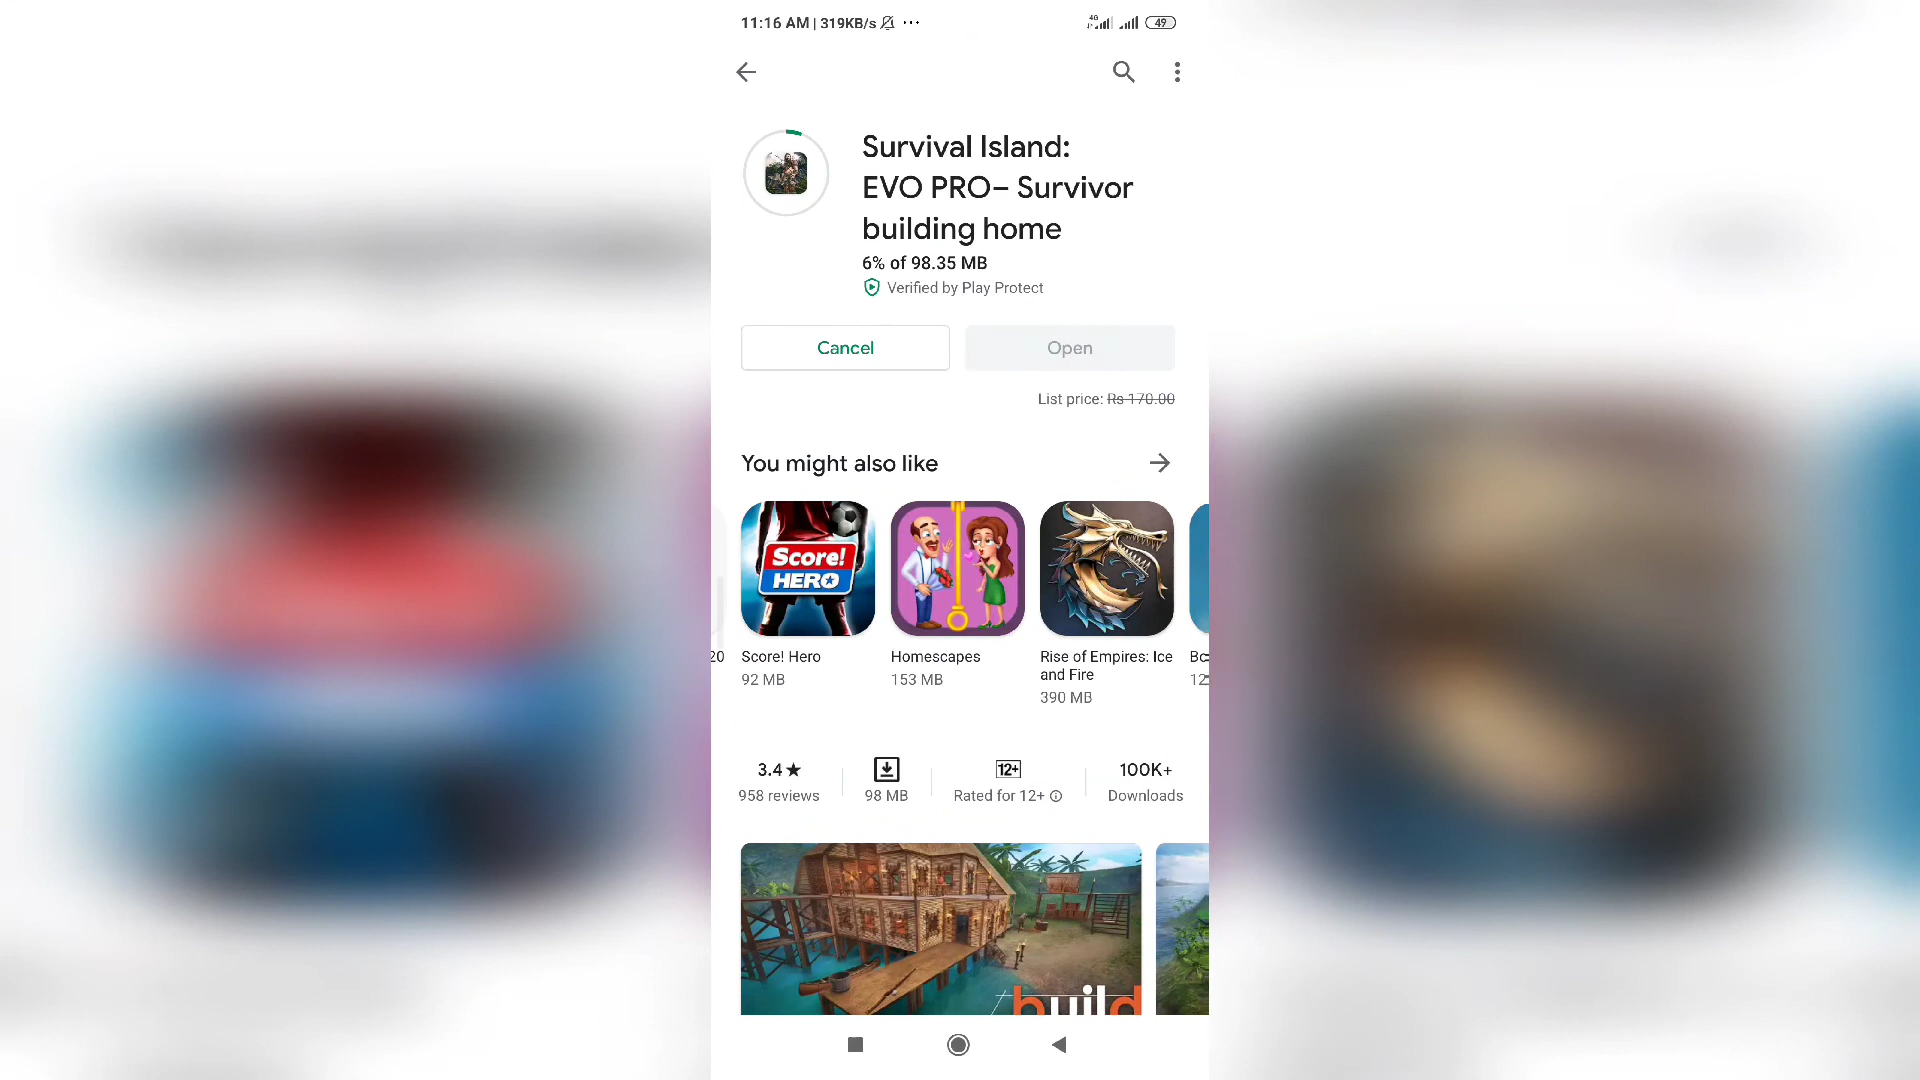 11:16 AM | 319KB/s ...
4G
49
Survival Island:
EVO PRO– Survivor
building home
6% of 98.35 MB
Verified by Play Protect
Cancel
Open
List price: Rs 170.00
You might also like
Score!
HERO
20
Score! Hero
92 MB
Homescapes
153 MB
Rise of Empires: Ice
and Fire
390 MB
3.4★
958 reviews
98 MB
12+
Rated for 12+
100K+
Downloads
build